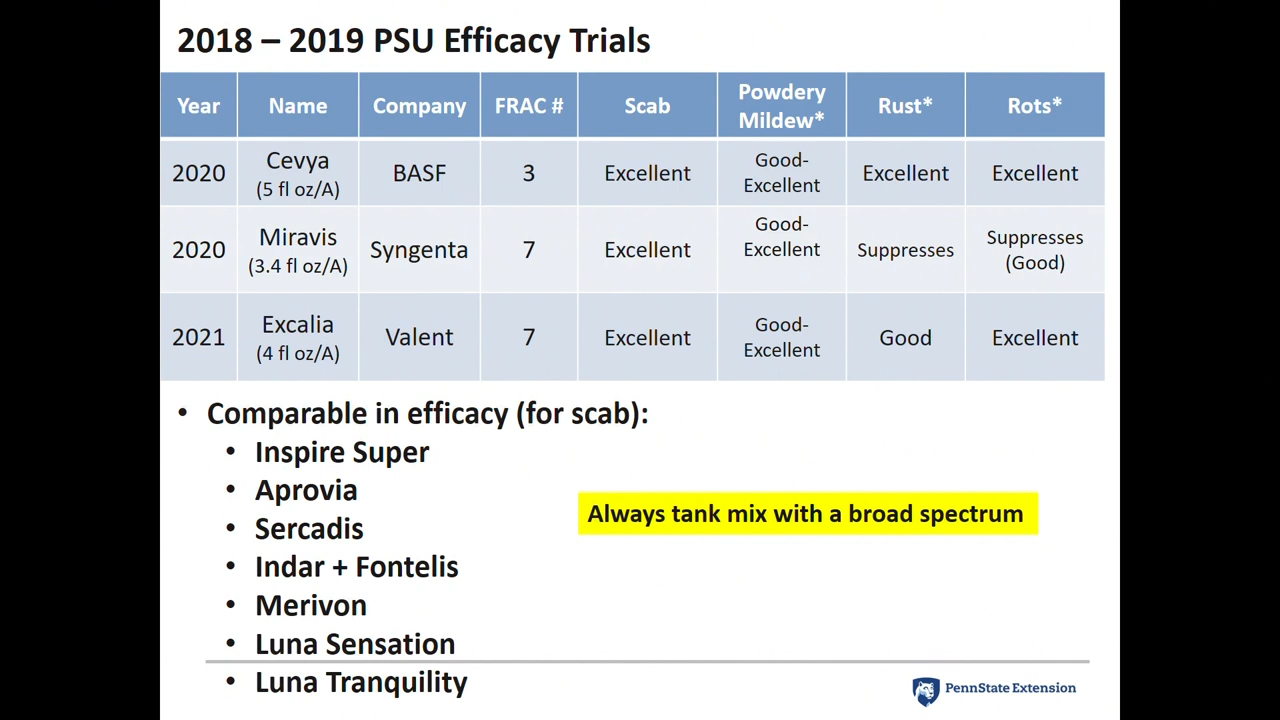 2018 – 2019 PSU Efficacy Trials
Year Name Company FRAC # Scab Powdery Mildew* Rust* Rots*
2020 Cevya (5 fl oz/A) BASF 3 Excellent Good-Excellent Excellent Excellent
2020 Miravis (3.4 fl oz/A) Syngenta 7 Excellent Good-Excellent Suppresses Suppresses (Good)
2021 Excalia (4 fl oz/A) Valent 7 Excellent Good-Excellent Good Excellent
• Comparable in efficacy (for scab):
• Inspire Super
• Aprovia
• Sercadis
• Indar + Fontelis
• Merivon
• Luna Sensation
• Luna Tranquility
Always tank mix with a broad spectrum
PennState Extension